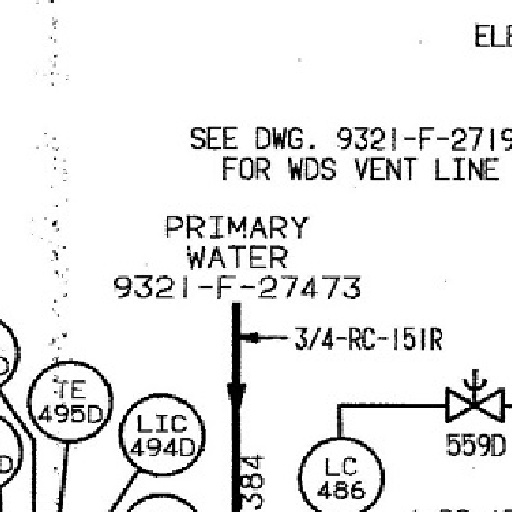 SEE DWG. 9321-F-2719
FOR WDS VENT LINE
PRIMARY
WATER
9321-F-27473
3/4-RC-151R
TE
495D
LIC
494D
559D
LC
486
384